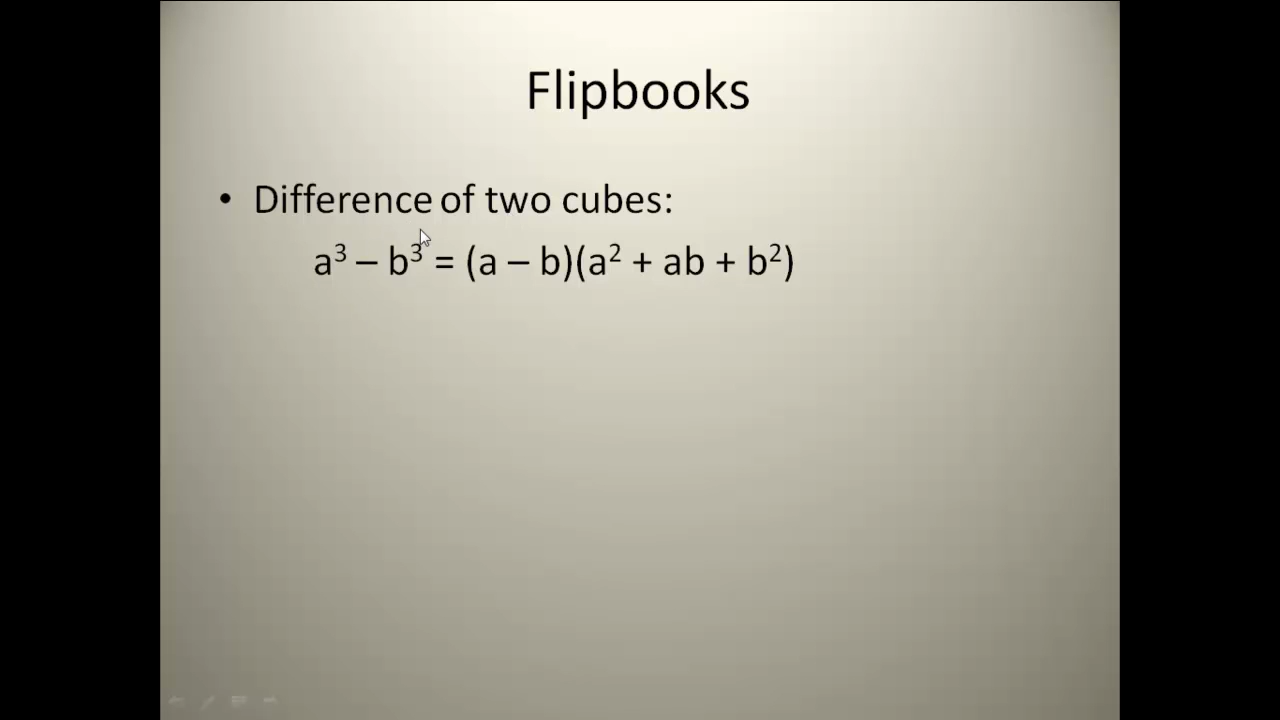 Flipbooks
• Difference of two cubes:
a³ – b³ = (a – b)(a² + ab + b²)